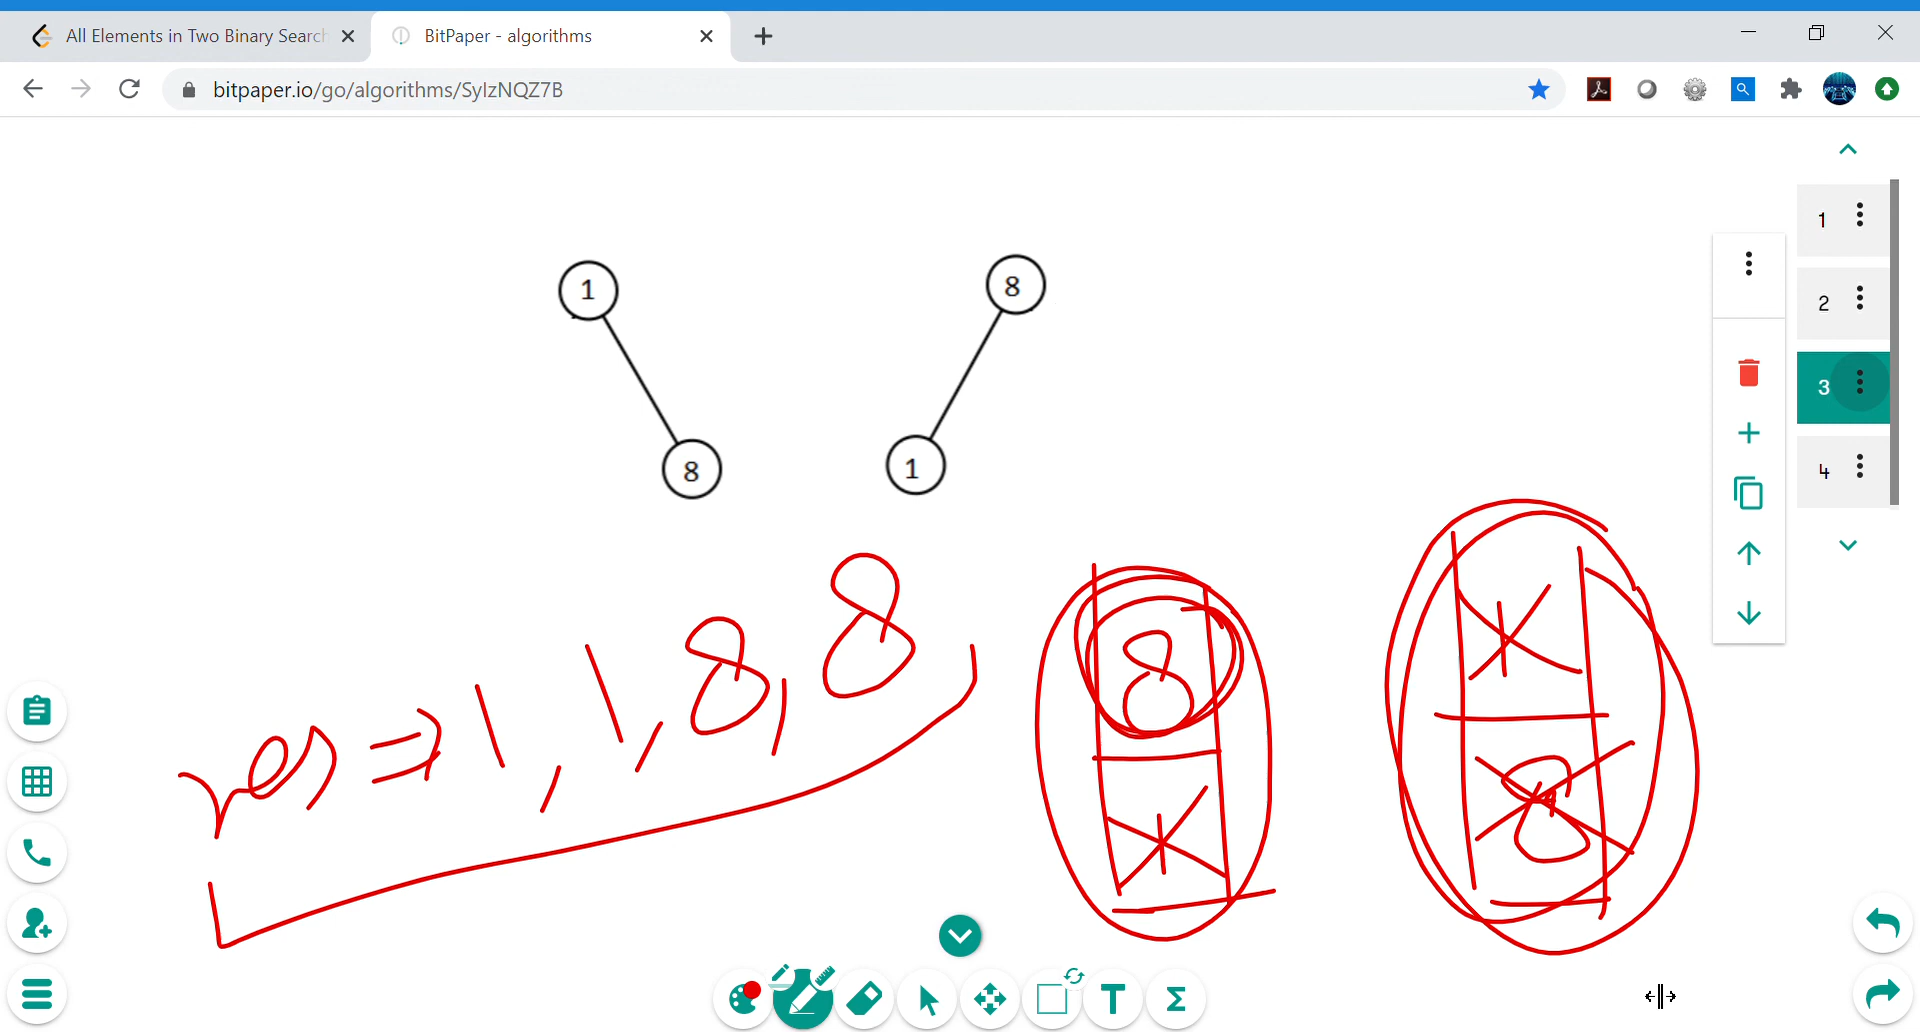 All Elements in Two Binary Searc
BitPaper - algorithms
bitpaper.io/go/algorithms/SyIzNQZ7B
1
2
3
4
1
8
8
1
res ⇒ 1, 1, 8, 8,
8
8
T
Σ